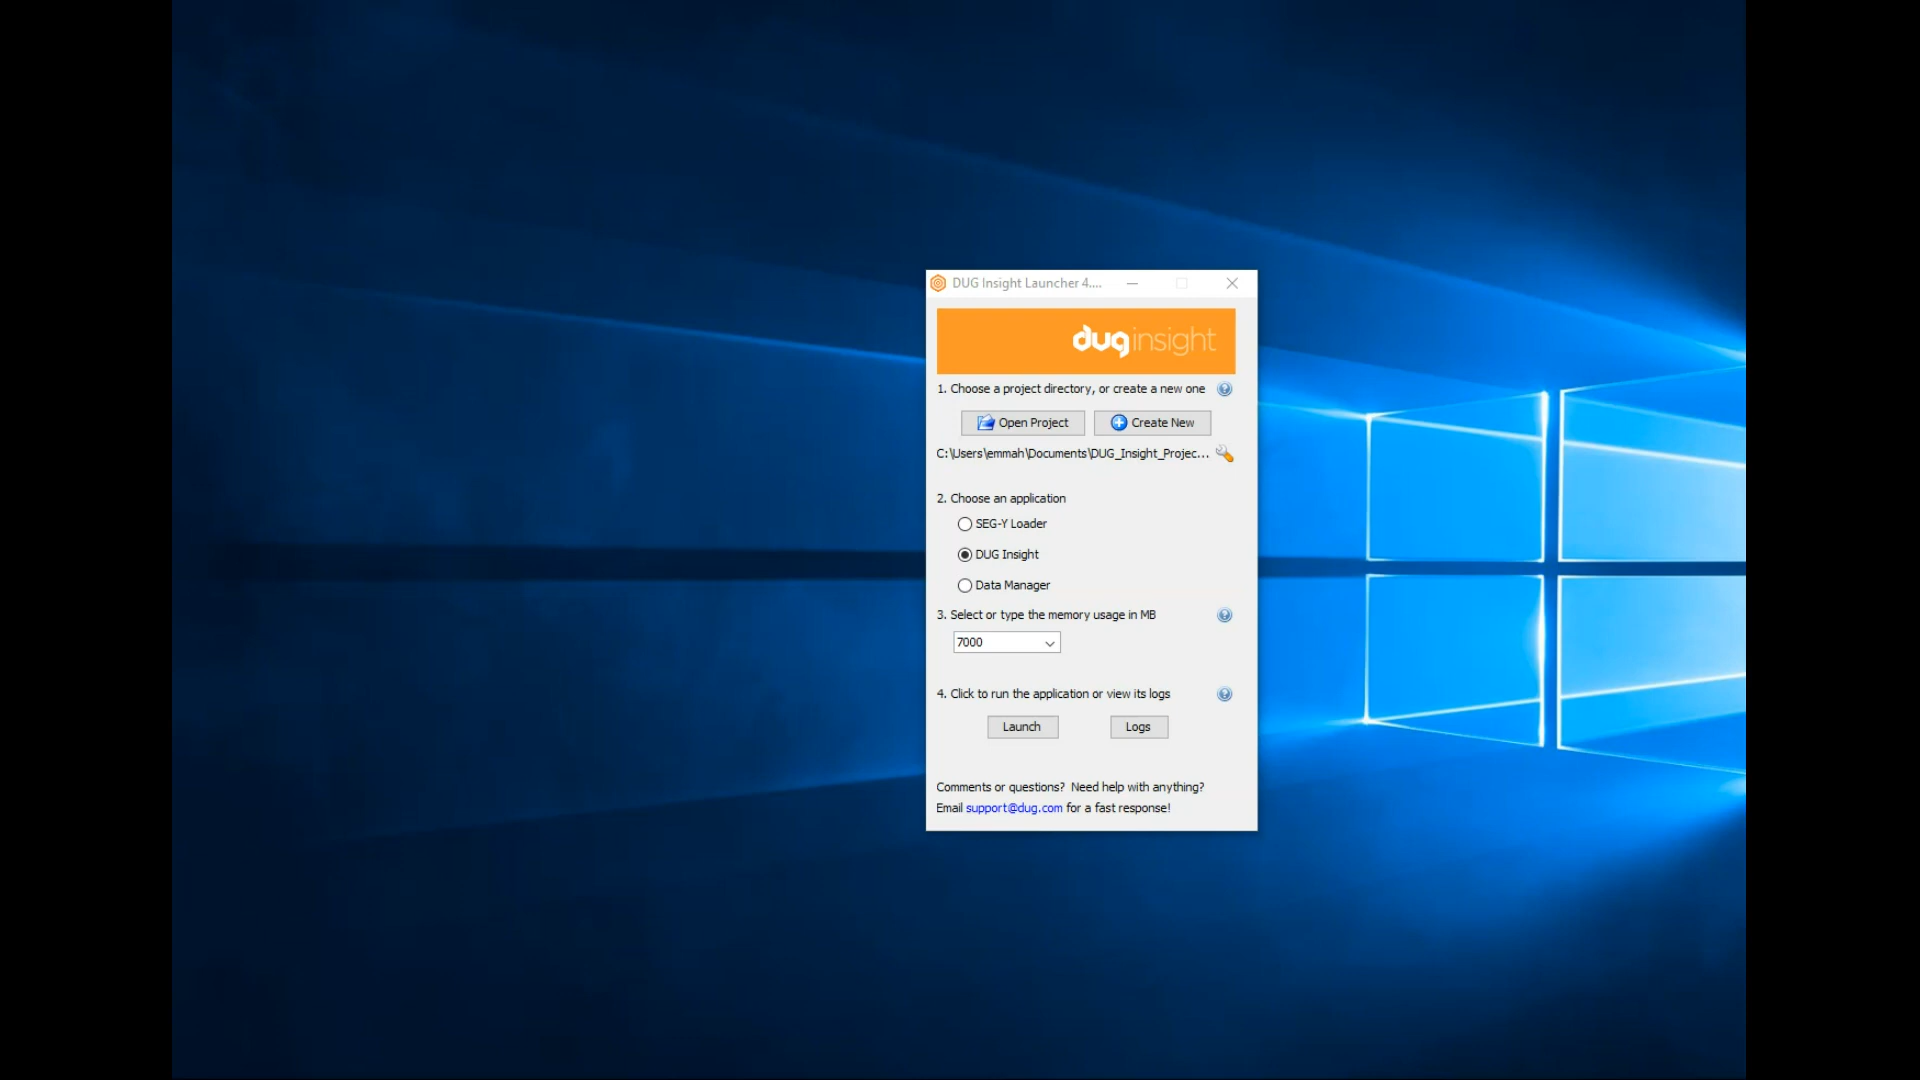 DUG Insight Launcher 4....
duginsight
1. Choose a project directory, or create a new one
Open Project
Create New
C:\Users\emmah\Documents\DUG_Insight_Projec...
2. Choose an application
SEG-Y Loader
DUG Insight
Data Manager
3. Select or type the memory usage in MB
7000
4. Click to run the application or view its logs
Launch
Logs
Comments or questions? Need help with anything?
Email support@dug.com for a fast response!